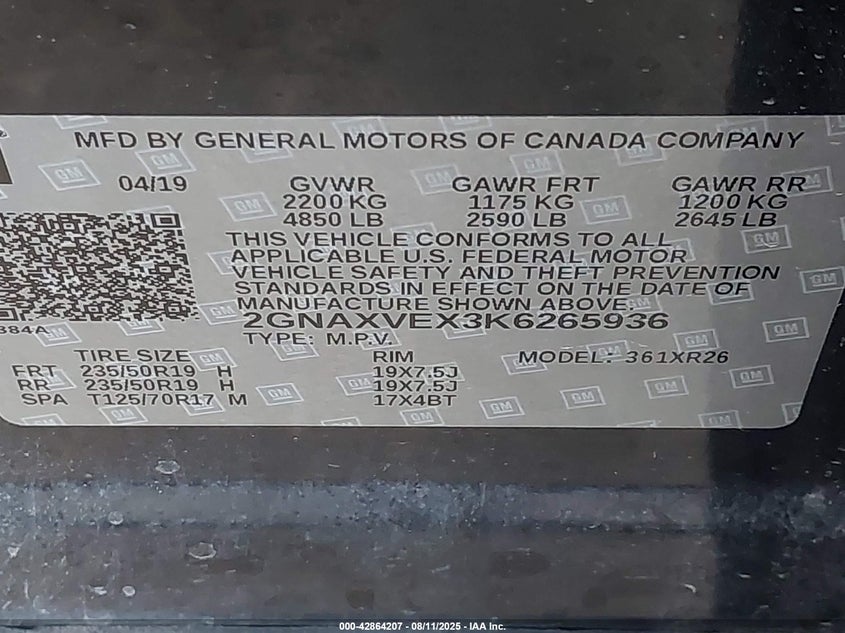 MFD BY GENERAL MOTORS OF CANADA COMPANY
04/19 GVWR GAWR FRT GAWR RR
2200 KG 1175 KG 1200 KG
4850 LB 2590 LB 2645 LB
THIS VEHICLE CONFORMS TO ALL
APPLICABLE U.S. FEDERAL MOTOR
VEHICLE SAFETY AND THEFT PREVENTION
STANDARDS IN EFFECT ON THE DATE OF
MANUFACTURE SHOWN ABOVE.
2GNAXVEX3K6265936
384A
TYPE: M.P.V.
TIRE SIZE RIM MODEL: 361XR26
FRT 235/50R19 H 19X7.5J
RR 235/50R19 H 19X7.5J
SPA T125/70R17 M 17X4BT
GM
000-42864207 - 08/11/2025 - IAA Inc.